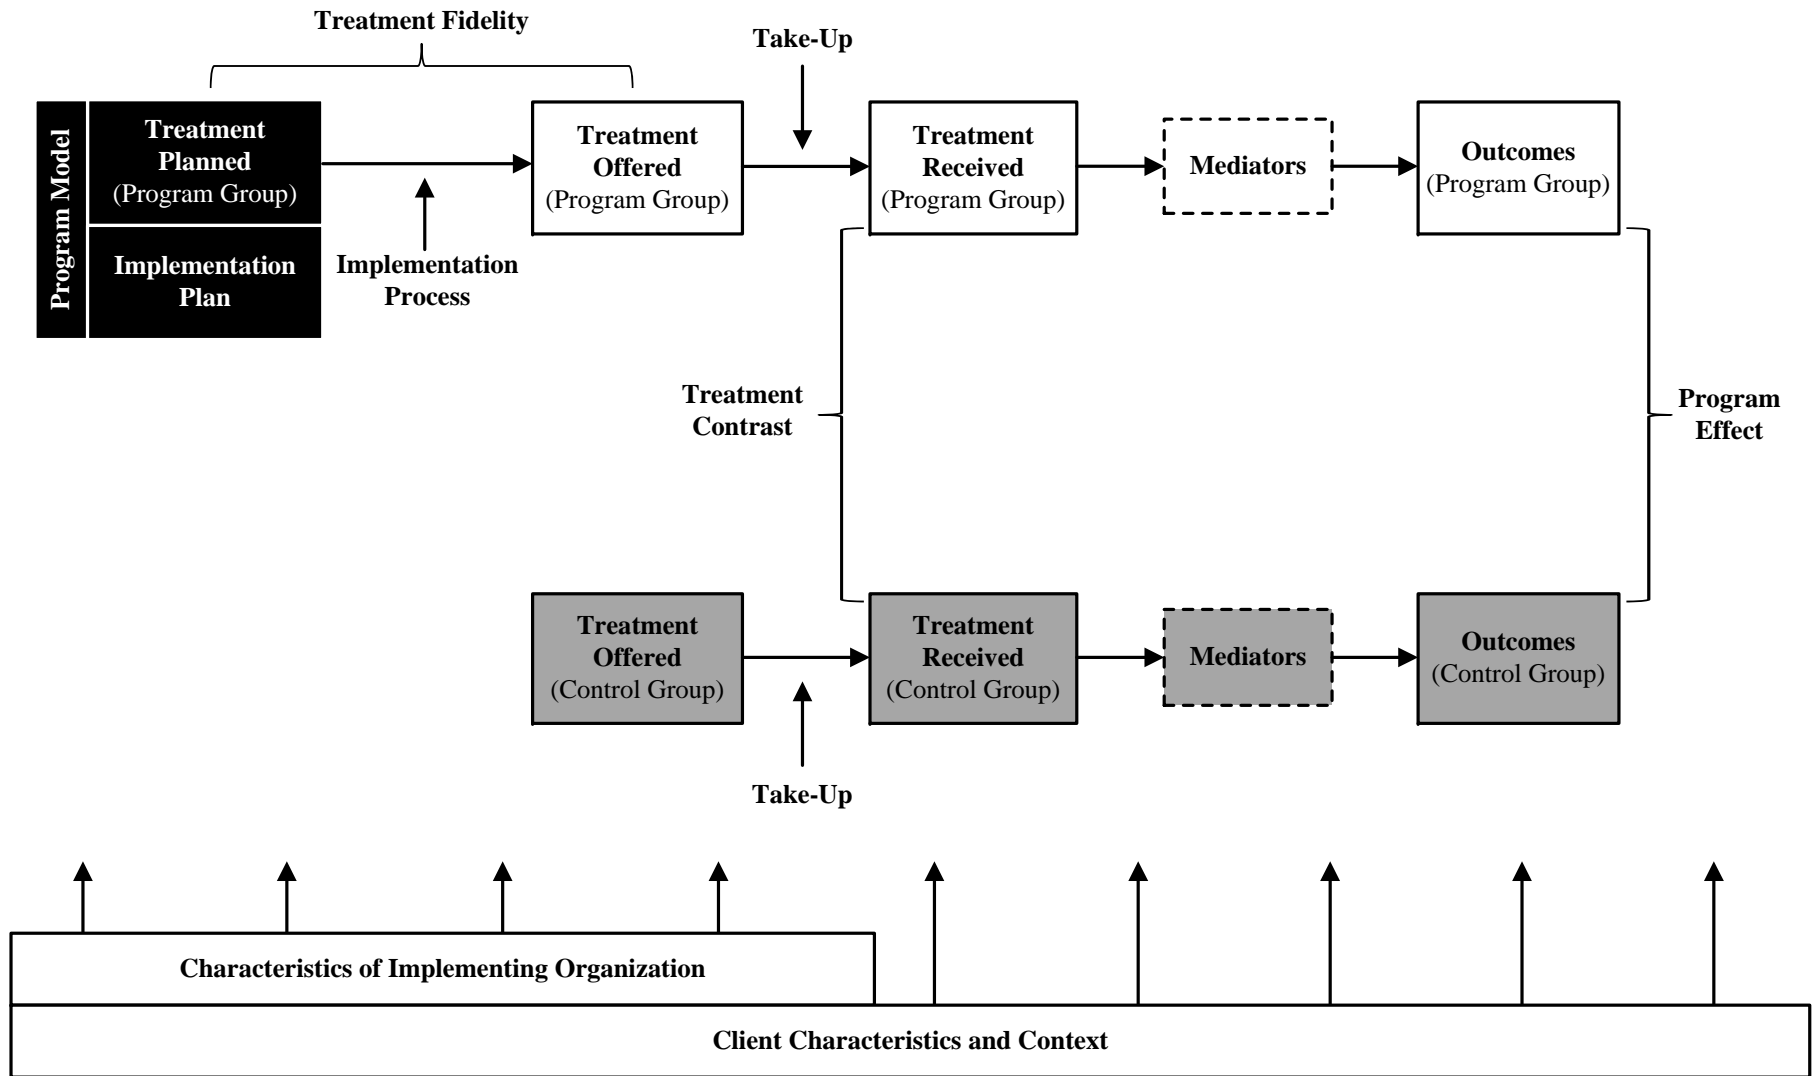 Treatment Fidelity
Take-Up
Program Model
Treatment
Planned
(Program Group)
Implementation
Plan
Implementation
Process
Treatment
Offered
(Program Group)
Treatment
Received
(Program Group)
Mediators
Outcomes
(Program Group)
Treatment
Contrast
Program
Effect
Treatment
Offered
(Control Group)
Treatment
Received
(Control Group)
Mediators
Outcomes
(Control Group)
Take-Up
Characteristics of Implementing Organization
Client Characteristics and Context